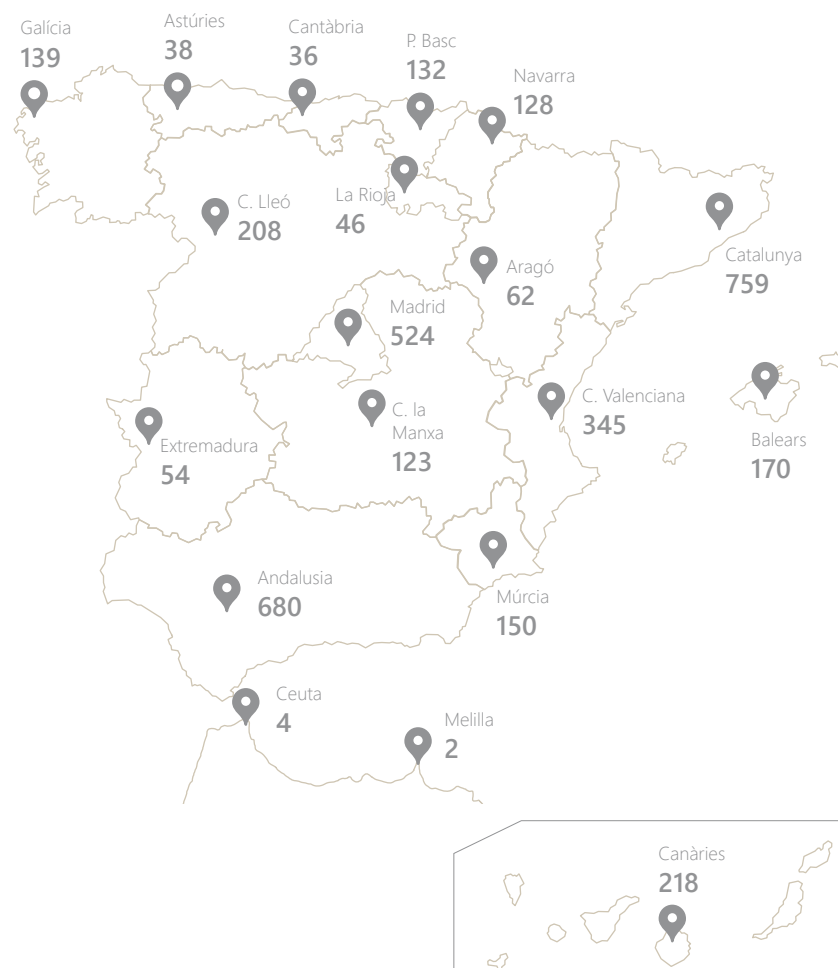 Galícia
139
Astúries
38
Cantàbria
36
P. Basc
132
Navarra
128
C. Lleó
208
La Rioja
46
Aragó
62
Catalunya
759
Madrid
524
C. la
Manxa
123
C. Valenciana
345
Balears
170
Extremadura
54
Andalusia
680
Múrcia
150
Ceuta
4
Melilla
2
Canàries
218